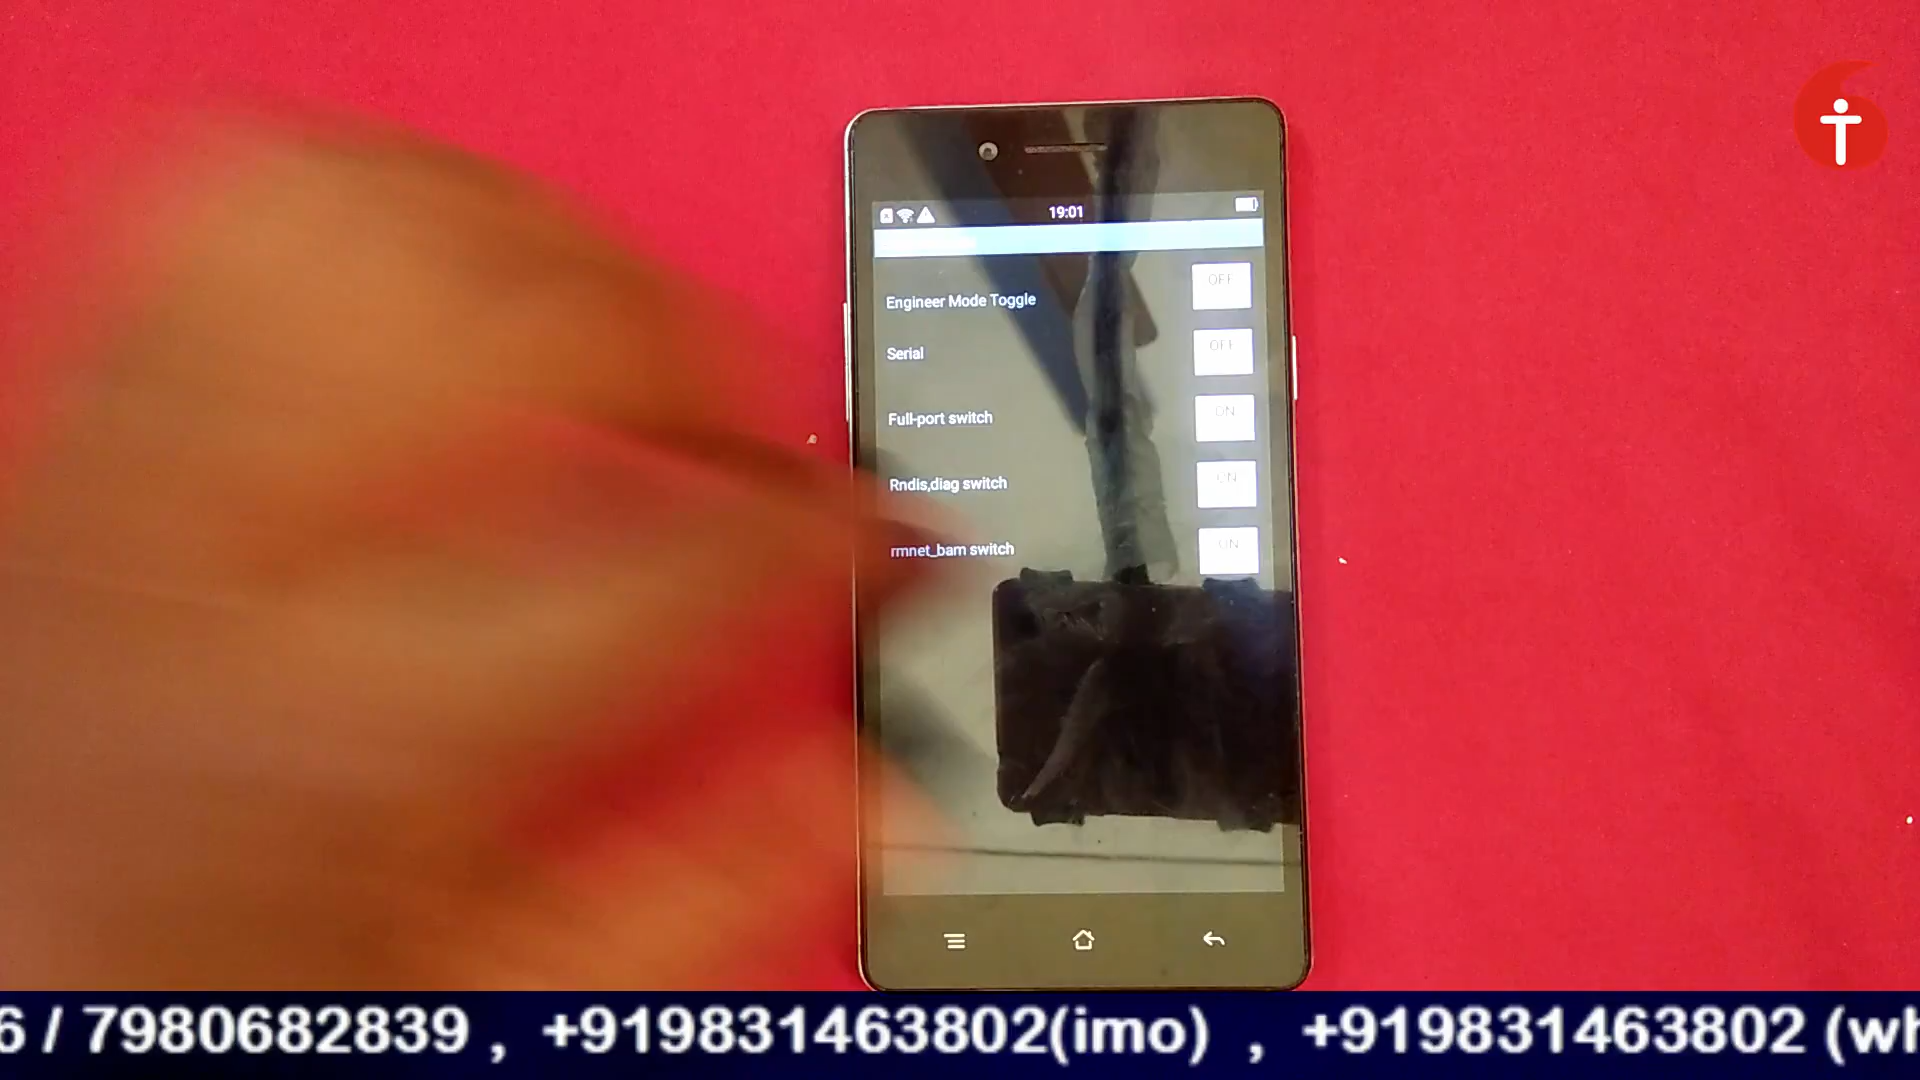 19:01
Engineer Mode Toggle OFF
Serial OFF
Full-port switch ON
Rndis,diag switch ON
rmnet_bam switch ON
6 / 7980682839 , +919831463802(imo) , +919831463802 (wh